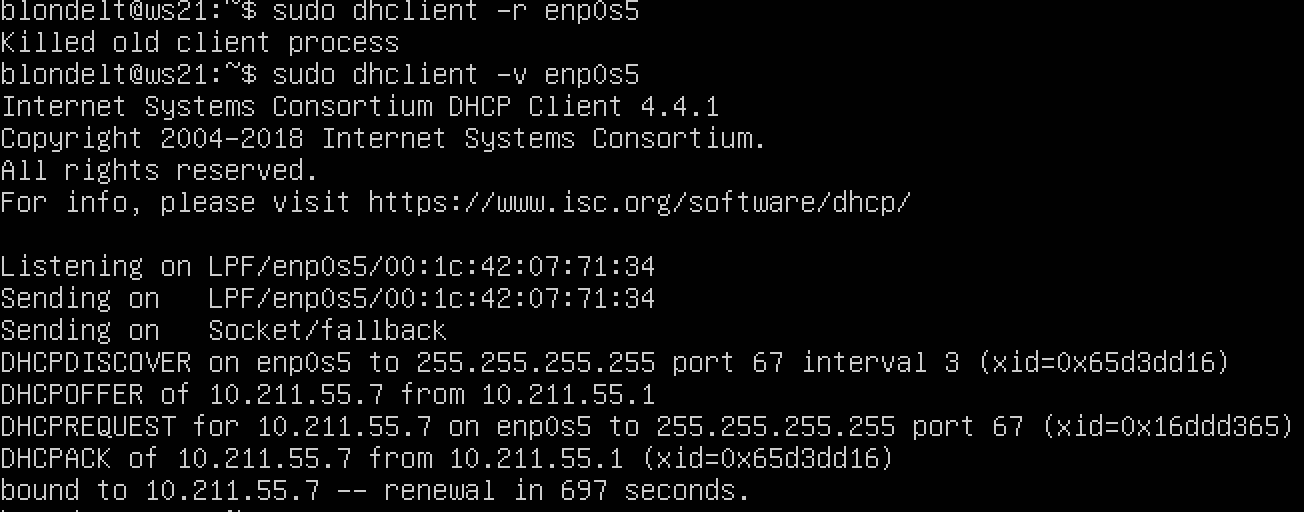 blondelt@ws21:~$ sudo dhclient -r enp0s5
Killed old client process
blondelt@ws21:~$ sudo dhclient -v enp0s5
Internet Systems Consortium DHCP Client 4.4.1
Copyright 2004-2018 Internet Systems Consortium.
All rights reserved.
For info, please visit https://www.isc.org/software/dhcp/
Listening on LPF/enp0s5/00:1c:42:07:71:34
Sending on   LPF/enp0s5/00:1c:42:07:71:34
Sending on   Socket/fallback
DHCPDISCOVER on enp0s5 to 255.255.255.255 port 67 interval 3 (xid=0x65d3dd16)
DHCPOFFER of 10.211.55.7 from 10.211.55.1
DHCPREQUEST for 10.211.55.7 on enp0s5 to 255.255.255.255 port 67 (xid=0x16ddd365)
DHCPACK of 10.211.55.7 from 10.211.55.1 (xid=0x65d3dd16)
bound to 10.211.55.7 -- renewal in 697 seconds.